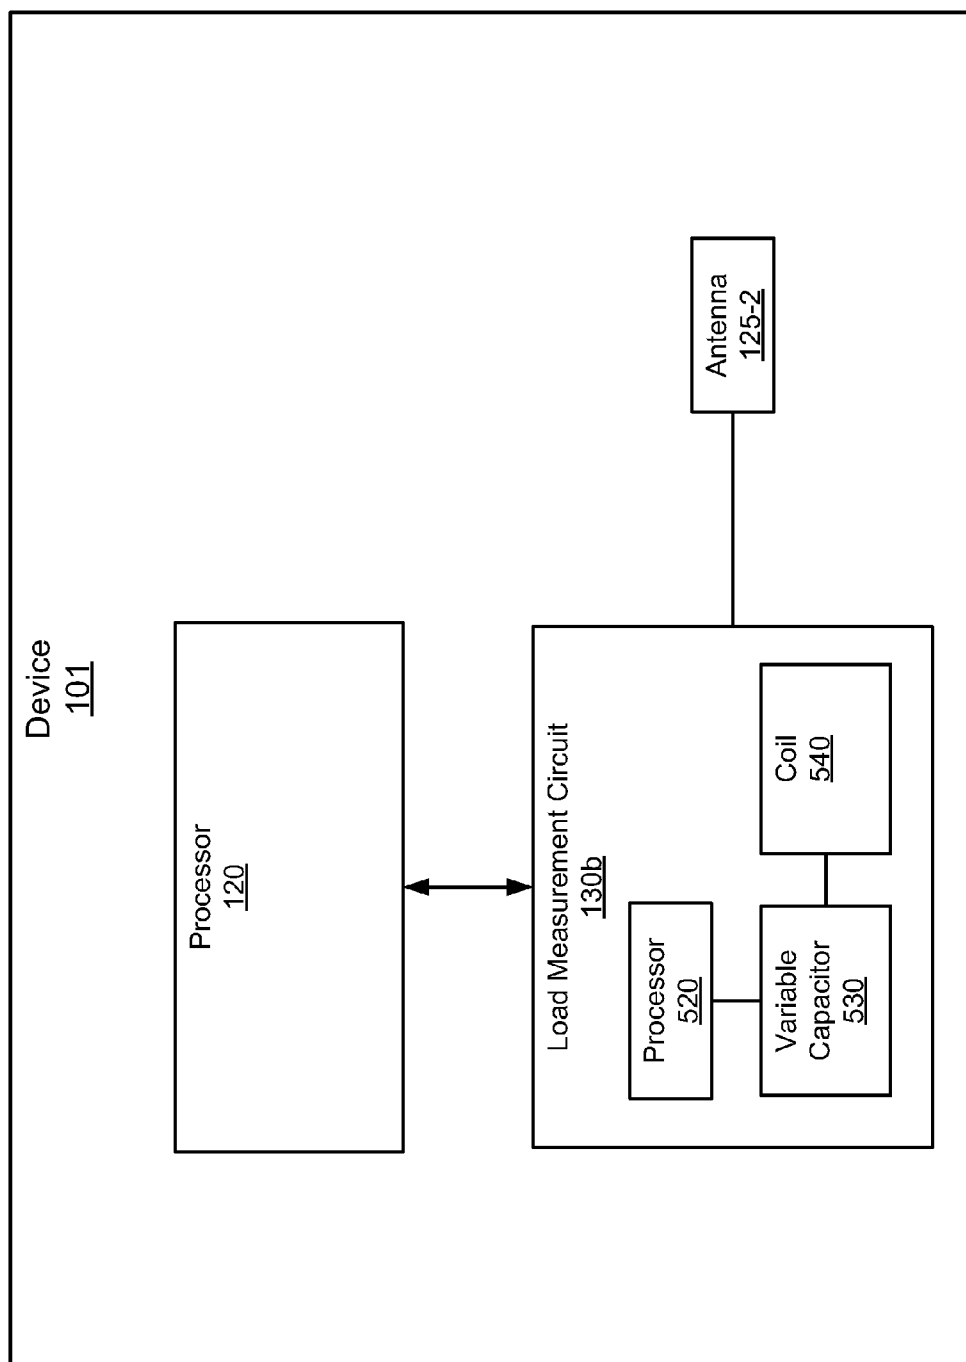 Device
101
Processor
120
Load Measurement Circuit
130b
Processor
520
Variable
Capacitor
530
Coil
540
Antenna
125-2